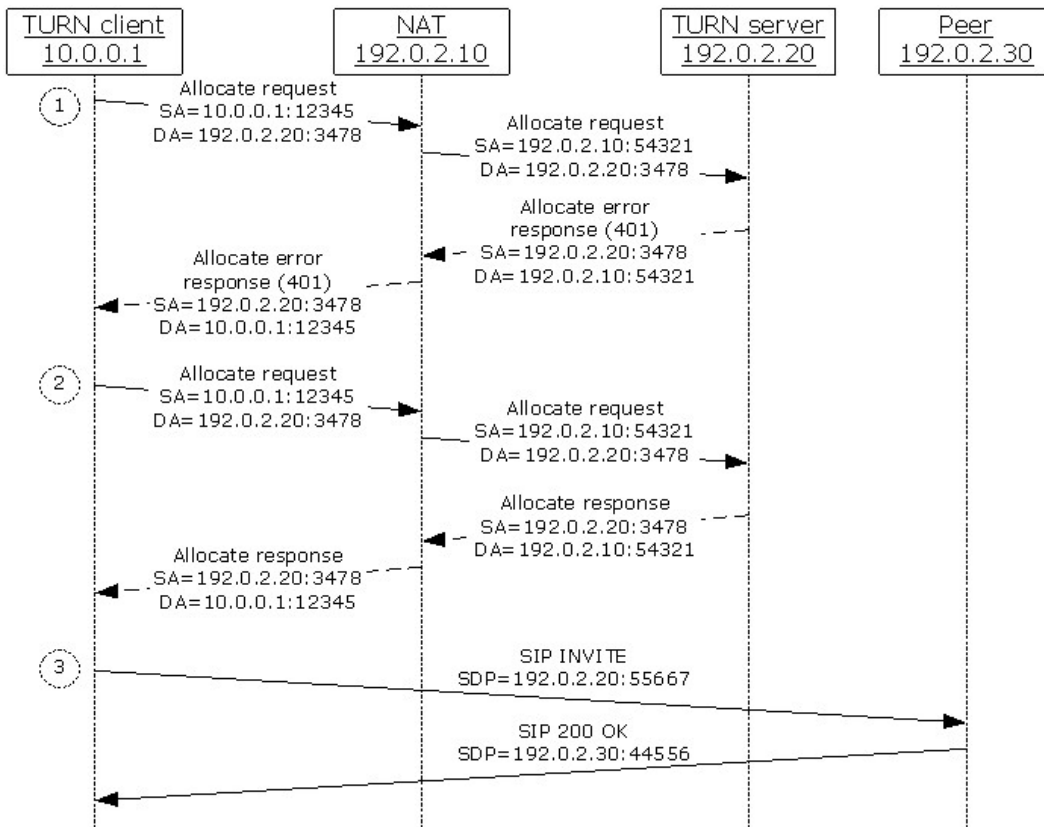 TURN client
10.0.0.1
NAT
192.0.2.10
TURN server
192.0.2.20
Peer
192.0.2.30
1
Allocate request
SA=10.0.0.1:12345
DA=192.0.2.20:3478
Allocate request
SA=192.0.2.10:54321
DA=192.0.2.20:3478
Allocate error
response (401)
SA=192.0.2.20:3478
DA=192.0.2.10:54321
Allocate error
response (401)
SA=192.0.2.20:3478
DA=10.0.0.1:12345
2
Allocate request
SA=10.0.0.1:12345
DA=192.0.2.20:3478
Allocate request
SA=192.0.2.10:54321
DA=192.0.2.20:3478
Allocate response
SA=192.0.2.20:3478
DA=192.0.2.10:54321
Allocate response
SA=192.0.2.20:3478
DA=10.0.0.1:12345
3
SIP INVITE
SDP=192.0.2.20:55667
SIP 200 OK
SDP=192.0.2.30:44556